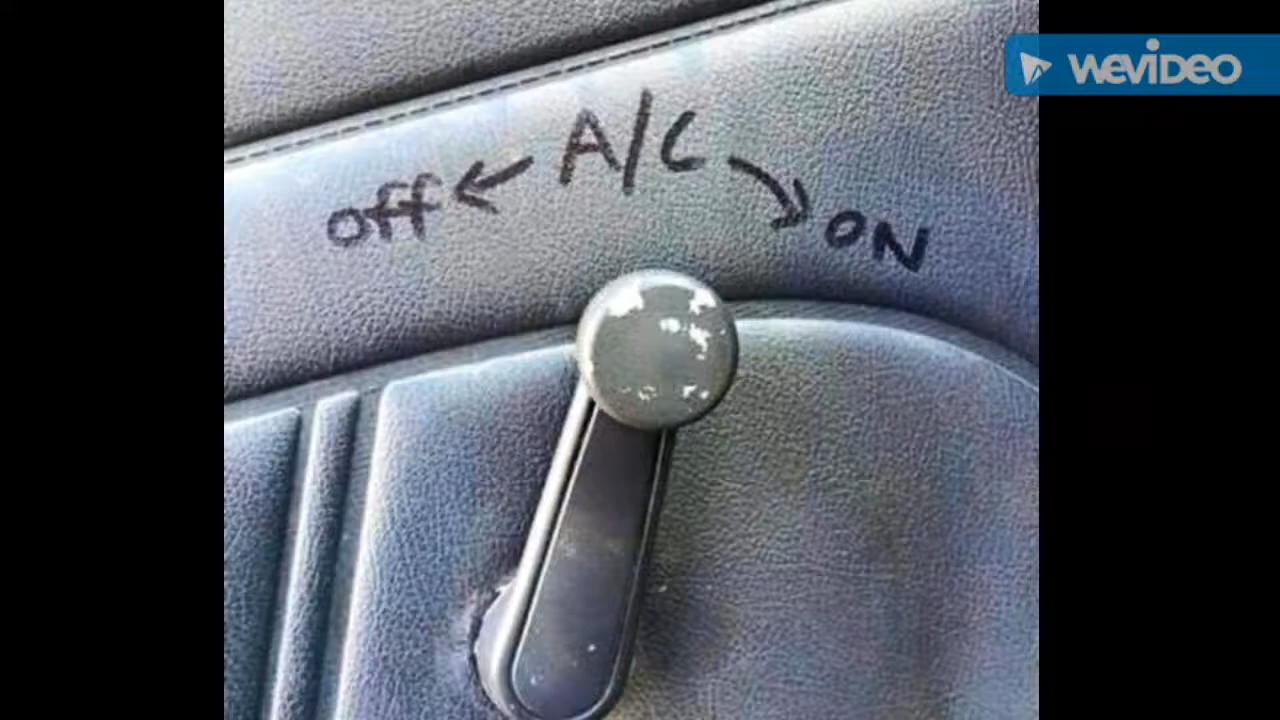 WEVIDEO
A/C
off ← → ON